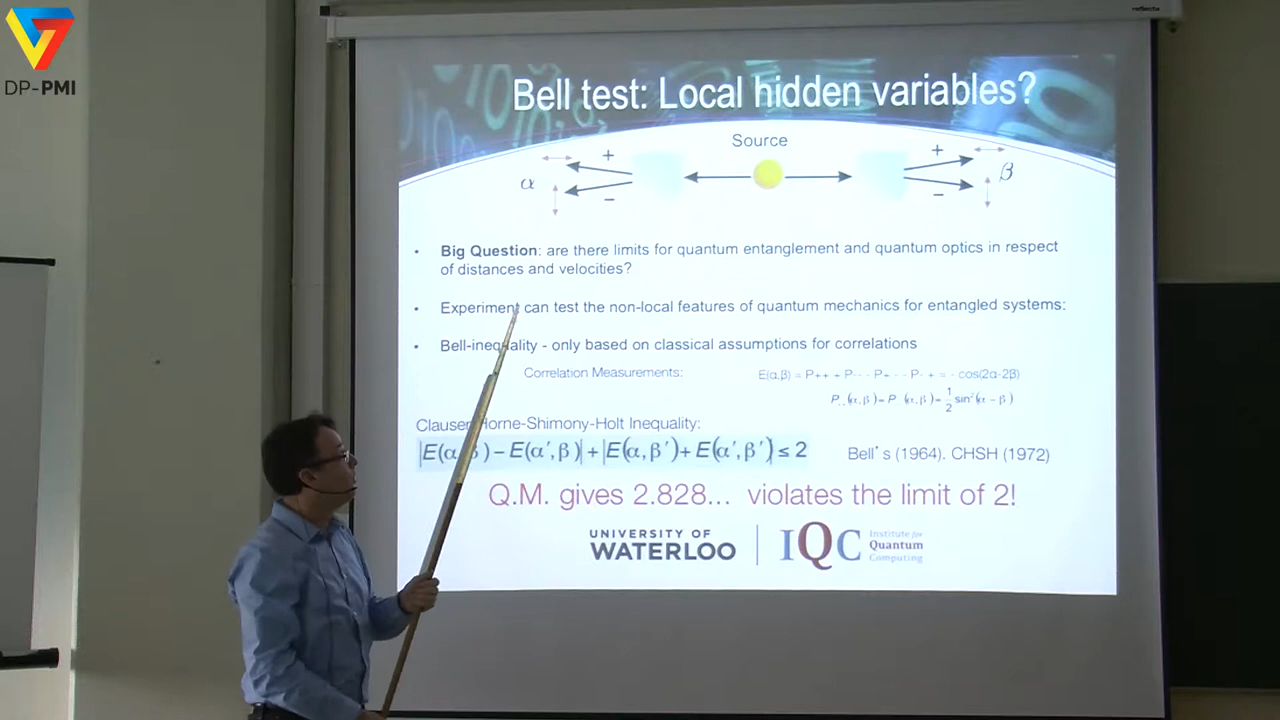 DP-PMI
reflecta
Bell test: Local hidden variables?
Source
+
+
α
β
−
−
• Big Question: are there limits for quantum entanglement and quantum optics in respect
of distances and velocities?
• Experiment can test the non-local features of quantum mechanics for entangled systems:
• Bell-inequality - only based on classical assumptions for correlations
Correlation Measurements:
E(α,β) = P++ + P-- - P+ - - P- + = - cos(2α-2β)
(α,β)= P (α,β)= 1/2 sin²(α − β)
Clauser-Horne-Shimony-Holt Inequality:
|E(α, β) − E(α′, β)| + |E(α, β′) + E(α′, β′)| ≤ 2
Bell's (1964). CHSH (1972)
Q.M. gives 2.828... violates the limit of 2!
UNIVERSITY OF
WATERLOO
IQC
Institute for
Quantum
Computing